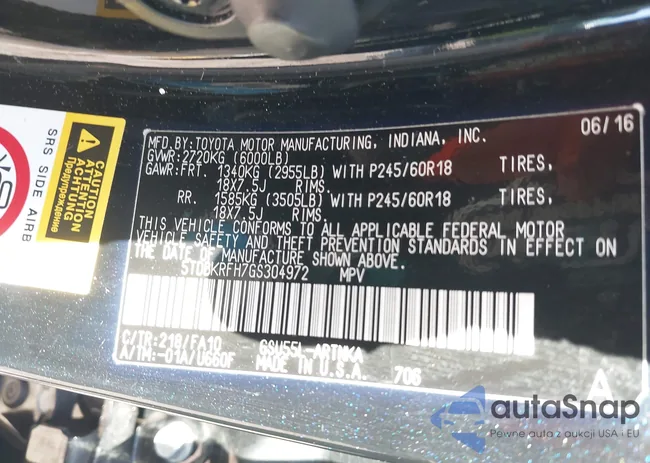 MFD.BY:TOYOTA MOTOR MANUFACTURING, INDIANA, INC. 06/16
GVWR:2720KG (6000LB)
GAWR:FRT. 1340KG (2955LB) WITH P245/60R18 TIRES,
18X7.5J RIMS.
RR. 1585KG (3505LB) WITH P245/60R18 TIRES,
18X7.5J RIMS.
THIS VEHICLE CONFORMS TO ALL APPLICABLE FEDERAL MOTOR
VEHICLE SAFETY AND THEFT PREVENTION STANDARDS IN EFFECT ON
THE DATE OF MANUFACTURE SHOWN ABOVE.
5TDBKRFH7GS304972 MPV
C/TR:218/FA10 GSU55L-ARTNKA
A/TM:-01A/U660F MADE IN U.S.A. 706
A
CAUTION
ATTENTION
ACHTUNG
Предупреждение
SRS SIDE AIRB
autaSnap
Pewne auta z aukcji USA i EU